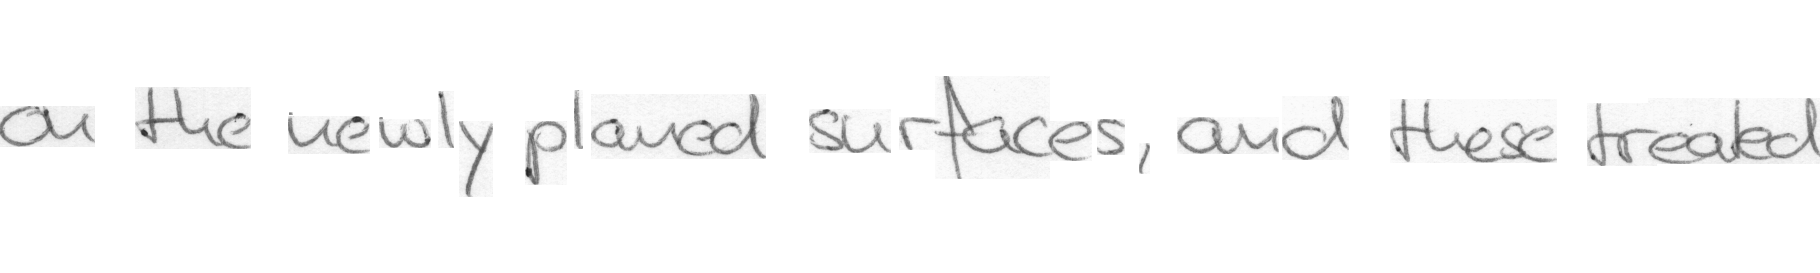 on the newly planed surfaces, and these treated